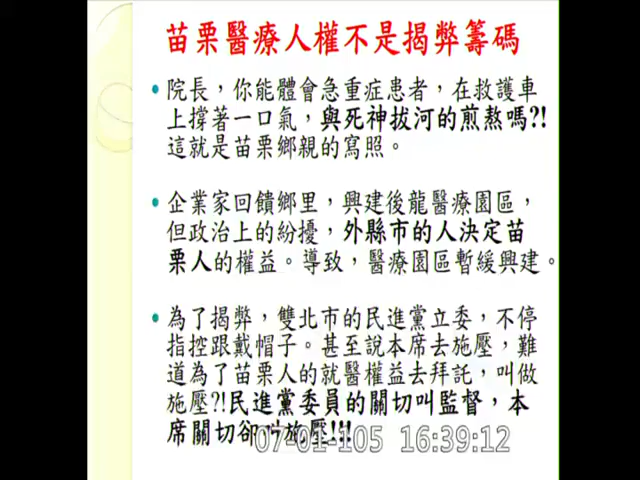 苗栗醫療人權不是揭弊籌碼
• 院長，你能體會急重症患者，在救護車
上撐著一口氣，與死神拔河的煎熬嗎?!
這就是苗栗鄉親的寫照。
• 企業家回饋鄉里，興建後龍醫療園區，
但政治上的紛擾，外縣市的人決定苗
栗人的權益。導致，醫療園區暫緩興建。
• 為了揭弊，雙北市的民進黨立委，不停
指控跟戴帽子。甚至說本席去施壓，難
道為了苗栗人的就醫權益去拜託，叫做
施壓?!民進黨委員的關切叫監督，本
席關切卻叫施壓!!!
07-01-105 16:39:12